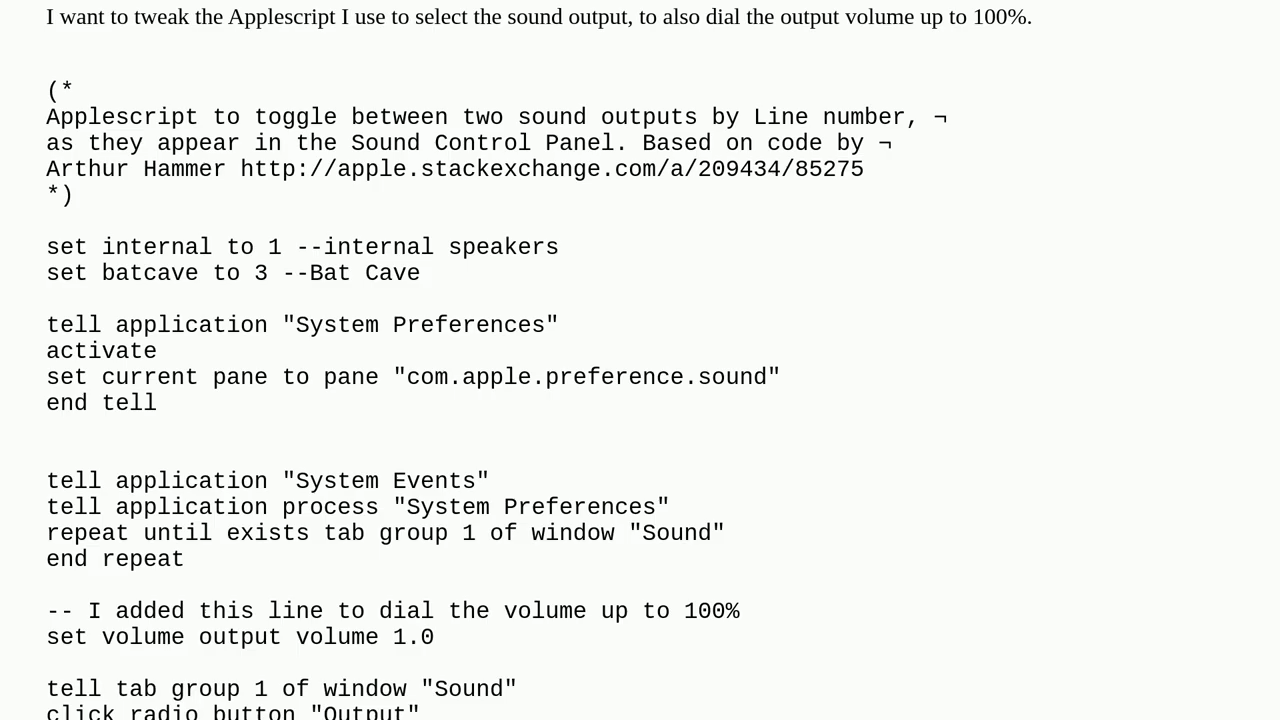 I want to tweak the Applescript I use to select the sound output, to also dial the output volume up to 100%.
(*
Applescript to toggle between two sound outputs by Line number, ¬
as they appear in the Sound Control Panel. Based on code by ¬
Arthur Hammer http://apple.stackexchange.com/a/209434/85275
*)
set internal to 1 --internal speakers
set batcave to 3 --Bat Cave
tell application "System Preferences"
activate
set current pane to pane "com.apple.preference.sound"
end tell
tell application "System Events"
tell application process "System Preferences"
repeat until exists tab group 1 of window "Sound"
end repeat
-- I added this line to dial the volume up to 100%
set volume output volume 1.0
tell tab group 1 of window "Sound"
click radio button "Output"